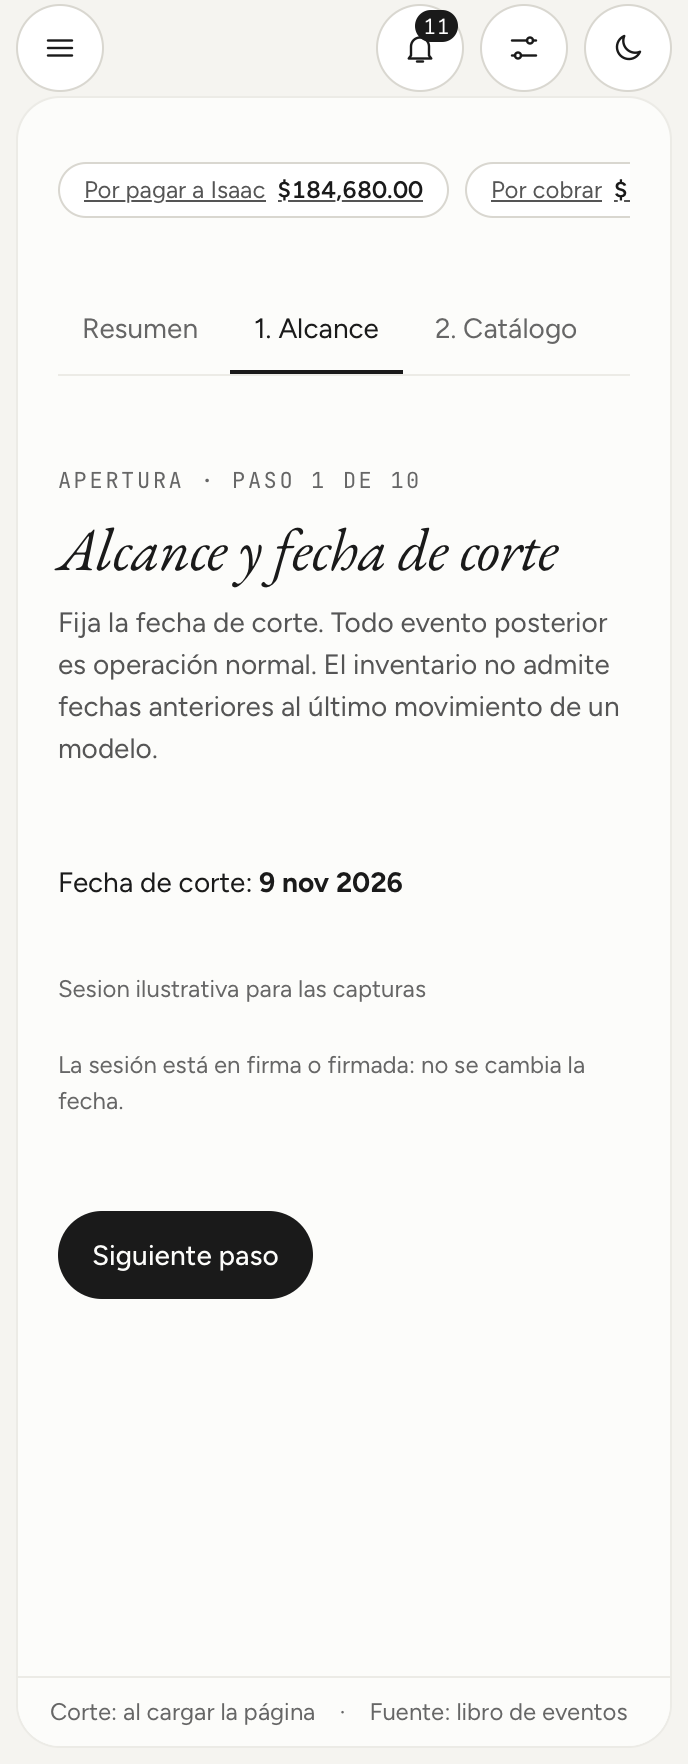 11
Por pagar a Isaac $184,680.00 Por cobrar $
Resumen 1. Alcance 2. Catálogo
APERTURA · PASO 1 DE 10
Alcance y fecha de corte
Fija la fecha de corte. Todo evento posterior
es operación normal. El inventario no admite
fechas anteriores al último movimiento de un
modelo.
Fecha de corte: 9 nov 2026
Sesion ilustrativa para las capturas
La sesión está en firma o firmada: no se cambia la
fecha.
Siguiente paso
Corte: al cargar la página · Fuente: libro de eventos